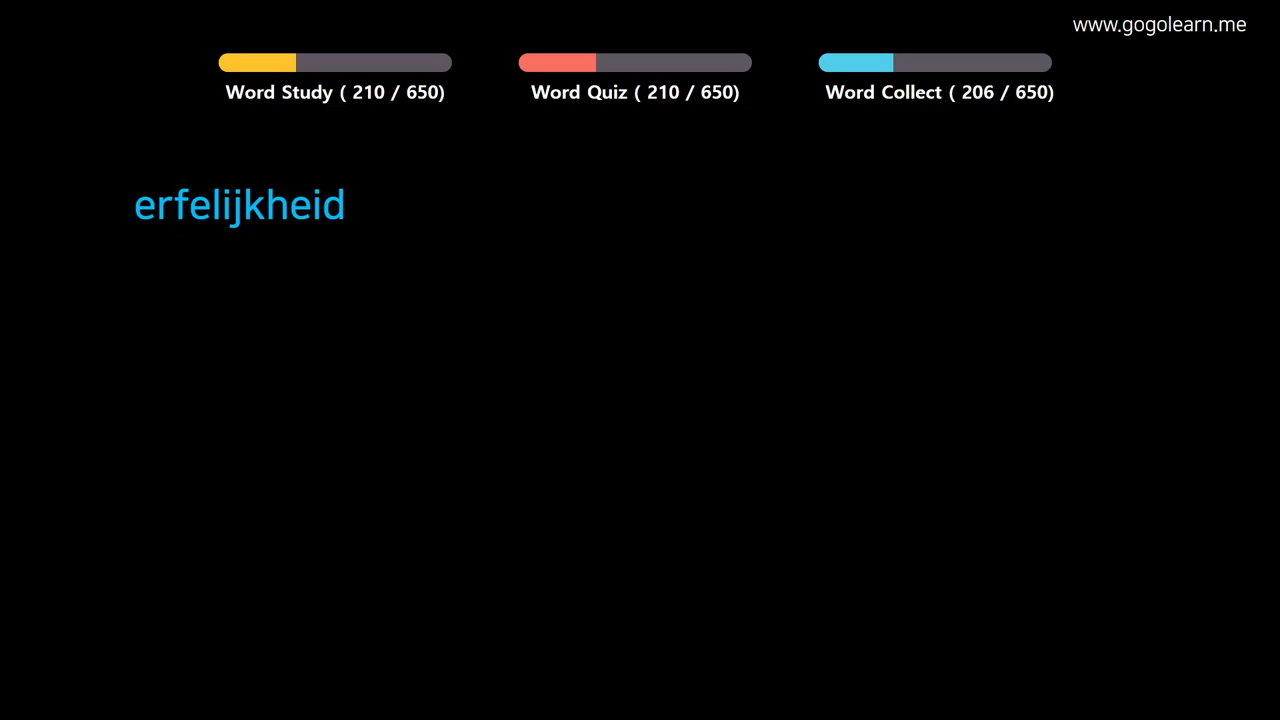 www.gogolearn.me
Word Study ( 210 / 650)
Word Quiz ( 210 / 650)
Word Collect ( 206 / 650)
erfelijkheid